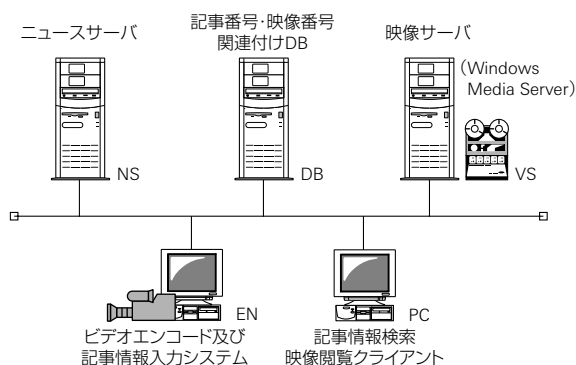 ニュースサーバ
記事番号・映像番号
関連付けDB
映像サーバ
(Windows
Media Server)
NS
DB
VS
EN
ビデオエンコード及び
記事情報入力システム
PC
記事情報検索
映像閲覧クライアント